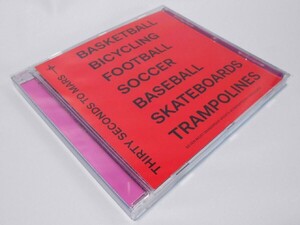 BASKETBALL
BICYCLING
FOOTBALL
SOCCER
BASEBALL
SKATEBOARDS
TRAMPOLINES
THIRTY SECONDS TO MARS